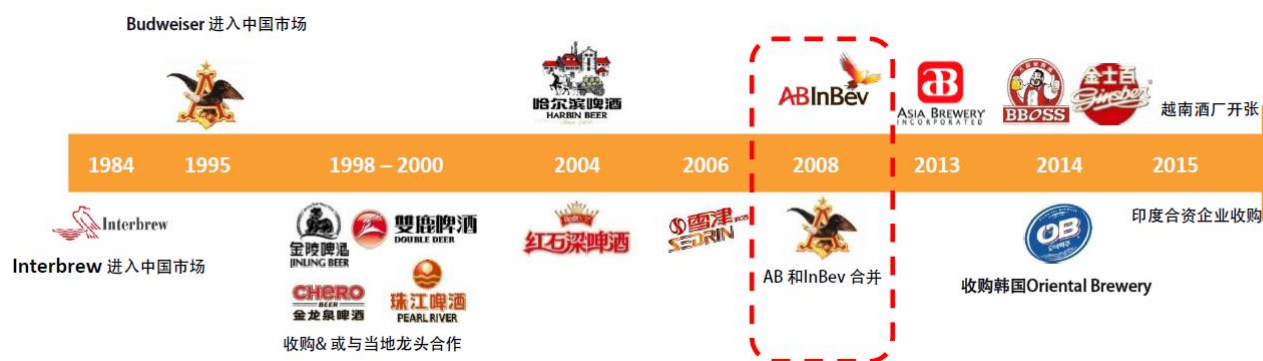 Budweiser 进入中国市场
哈尔滨啤酒
HARBIN BEER
ABInBev
ASIA BREWERY
INCORPORATED
BBOSS
金士百
Ginsber
越南酒厂开张
1984
1995
1998 – 2000
2004
2006
2008
2013
2014
2015
Interbrew
Interbrew 进入中国市场
金陵啤酒
JINLING BEER
雙鹿啤酒
DOUBLE DEER
CHERO
BEER
金龙泉啤酒
珠江啤酒
PEARL RIVER
收购& 或与当地龙头合作
红石梁啤酒
雪津啤酒
SEDRIN
AB 和InBev 合并
OB
收购韩国Oriental Brewery
印度合资企业收购